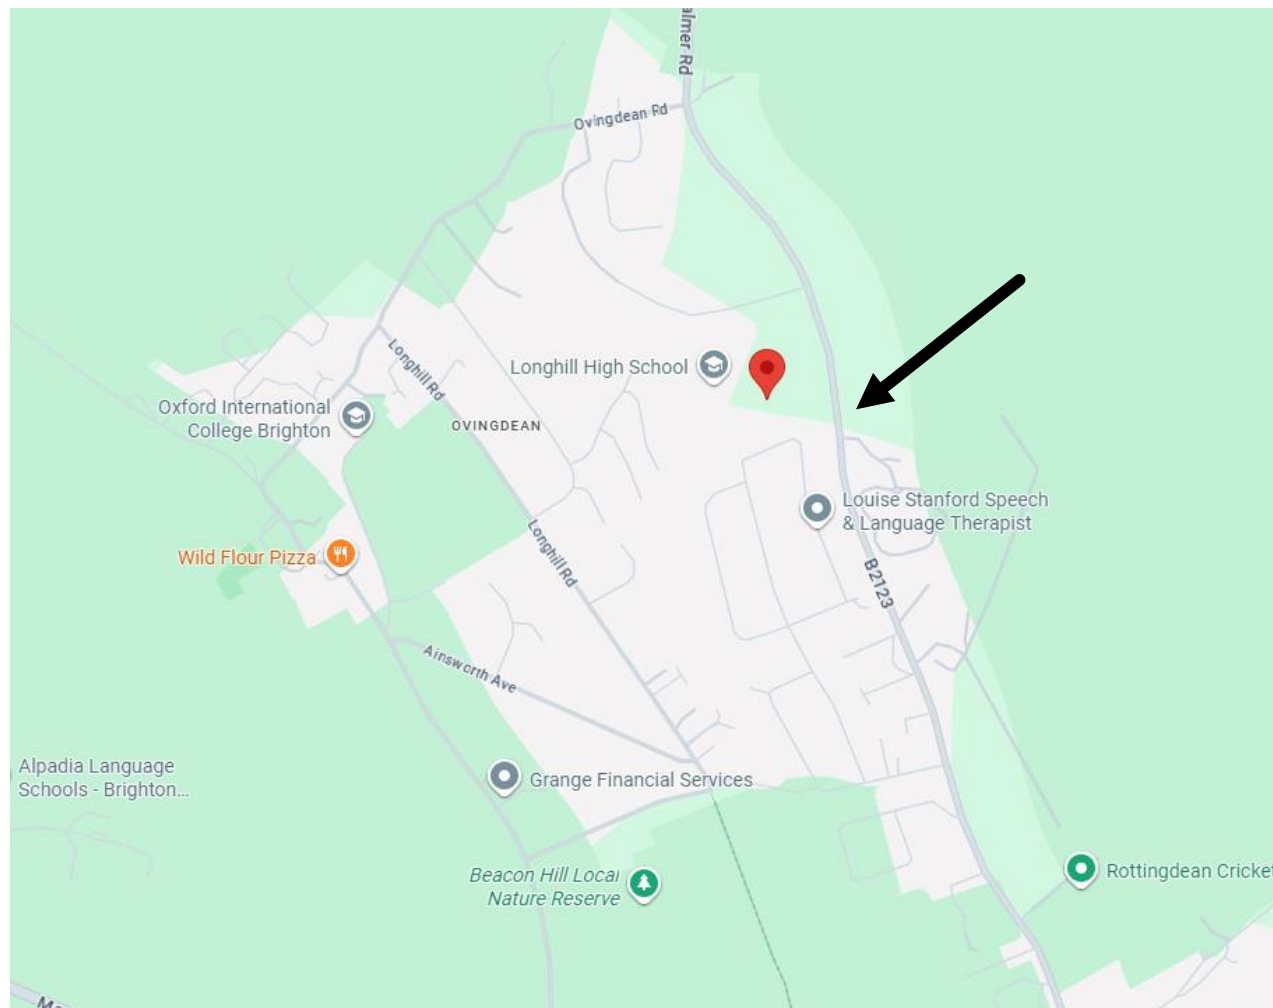 almer Rd
Ovingdean Rd
Longhill High School
Longhill Rd
Oxford International
College Brighton
OVINGDEAN
Louise Stanford Speech
& Language Therapist
Longhill Rd
Wild Flour Pizza
B2123
Ainsworth Ave
Alpadia Language
Schools - Brighton...
Grange Financial Services
Beacon Hill Local
Nature Reserve
Rottingdean Cricket